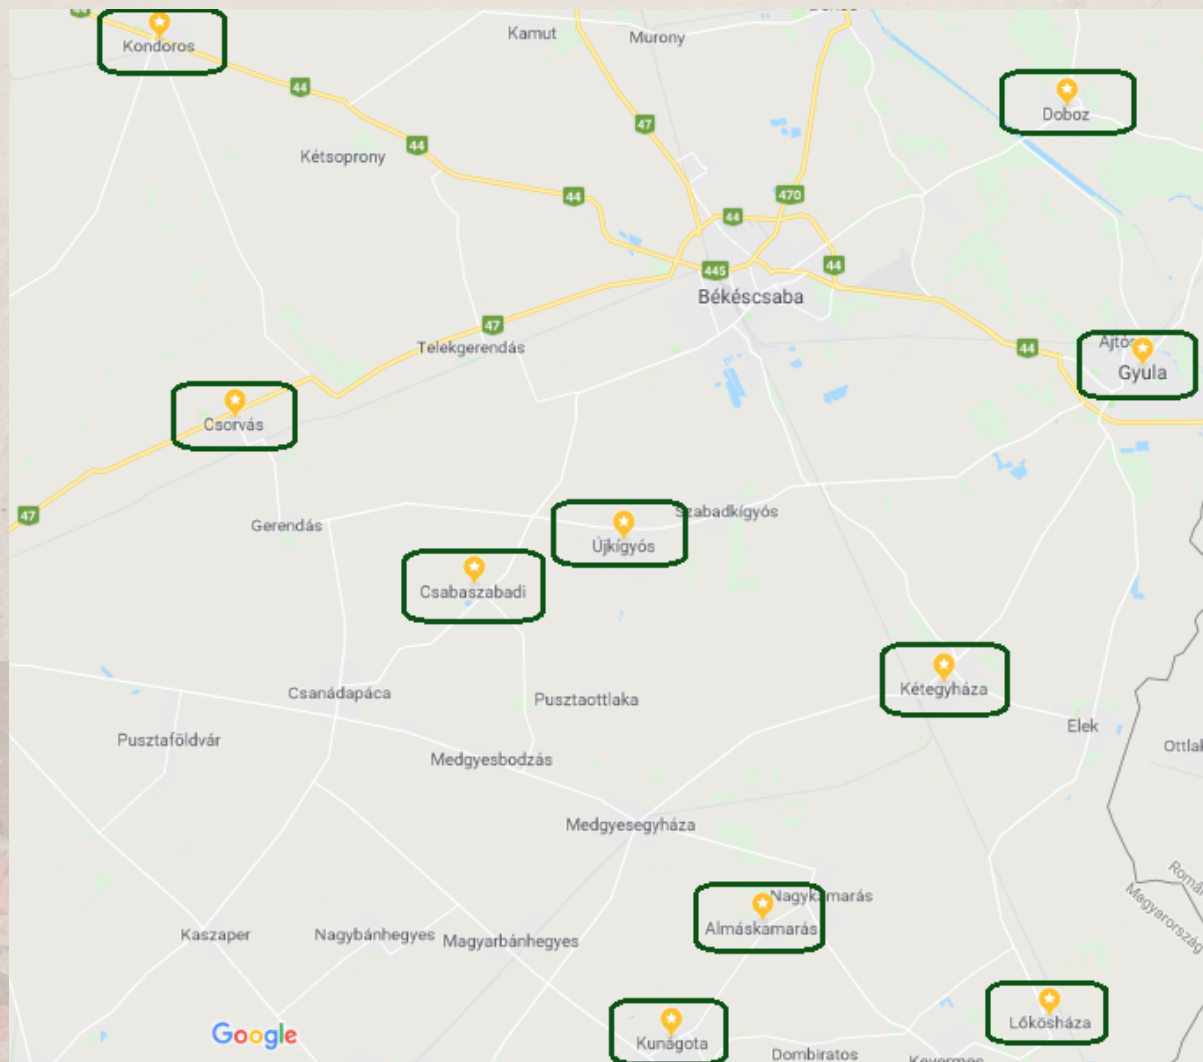 Kondoros
Kamut
Murony
44
47
Doboz
44
Kétsoprony
44
470
44
44
445
Békéscsaba
47
Telekgerendás
44
Gyula
Csorvás
47
Gerendás
Szabadkígyós
Újkígyós
Csabaszabadi
Kétegyháza
Csanádapáca
Pusztaottlaka
Elek
Pusztaföldvár
Medgyesbodzás
Medgyesegyháza
Nagykamarás
Almáskamarás
Magyarország
Kaszaper
Nagybánhegyes
Magyarbánhegyes
Lőkösháza
Google
Kunágota
Dombiratos